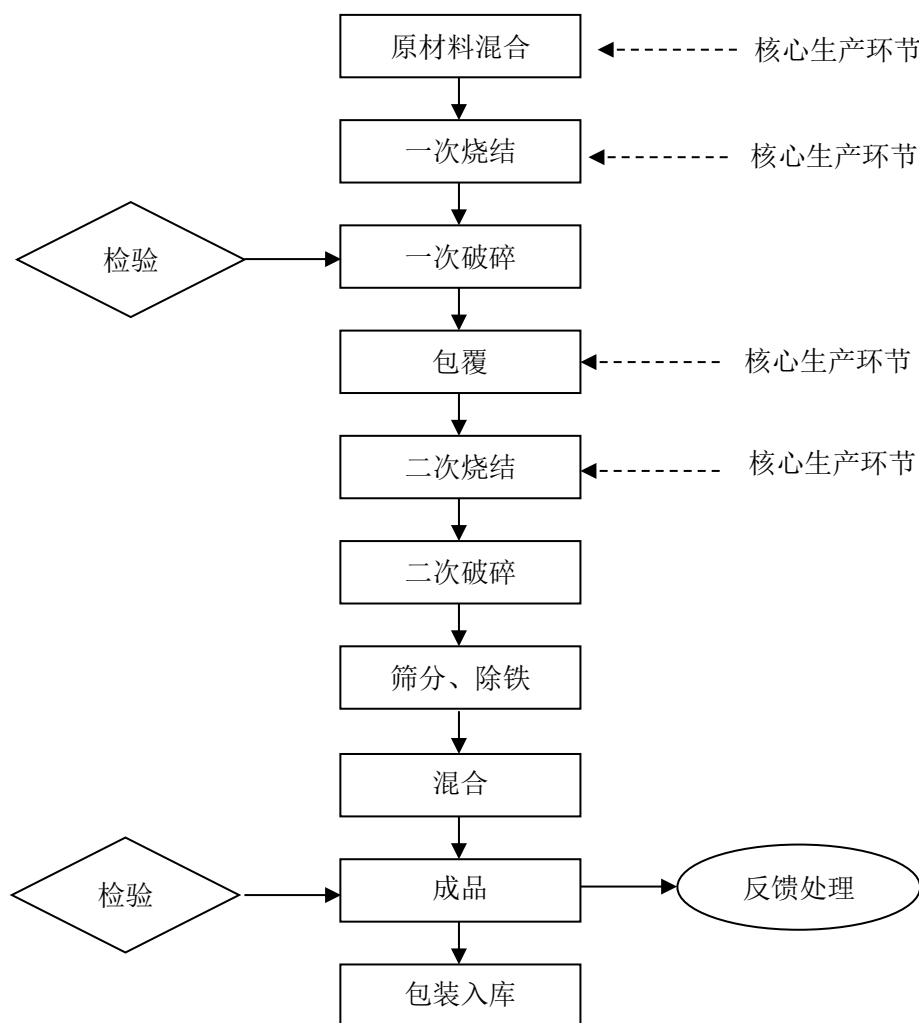 原材料混合
核心生产环节
一次烧结
核心生产环节
检验
一次破碎
包覆
核心生产环节
二次烧结
核心生产环节
二次破碎
筛分、除铁
混合
检验
成品
反馈处理
包装入库